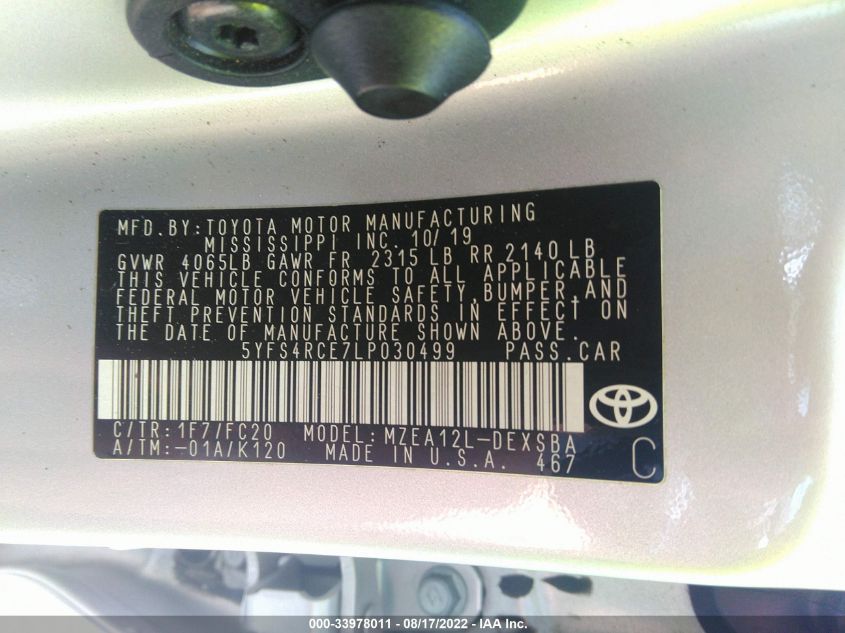 MFD. BY: TOYOTA MOTOR MANUFACTURING
MISSISSIPPI INC. 10/19
GVWR 4065LB GAWR FR 2315 LB RR 2140 LB
THIS VEHICLE CONFORMS TO ALL APPLICABLE
FEDERAL MOTOR VEHICLE SAFETY, BUMPER, AND
THEFT PREVENTION STANDARDS IN EFFECT ON
THE DATE OF MANUFACTURE SHOWN ABOVE.
5YFS4RCE7LP030499 PASS. CAR
C/TR: 1F7/FC20 MODEL: MZEA12L-DEXSBA
A/TM: -01A/K120 MADE IN U.S.A. 467 C
000-33978011 - 08/17/2022 - IAA Inc.